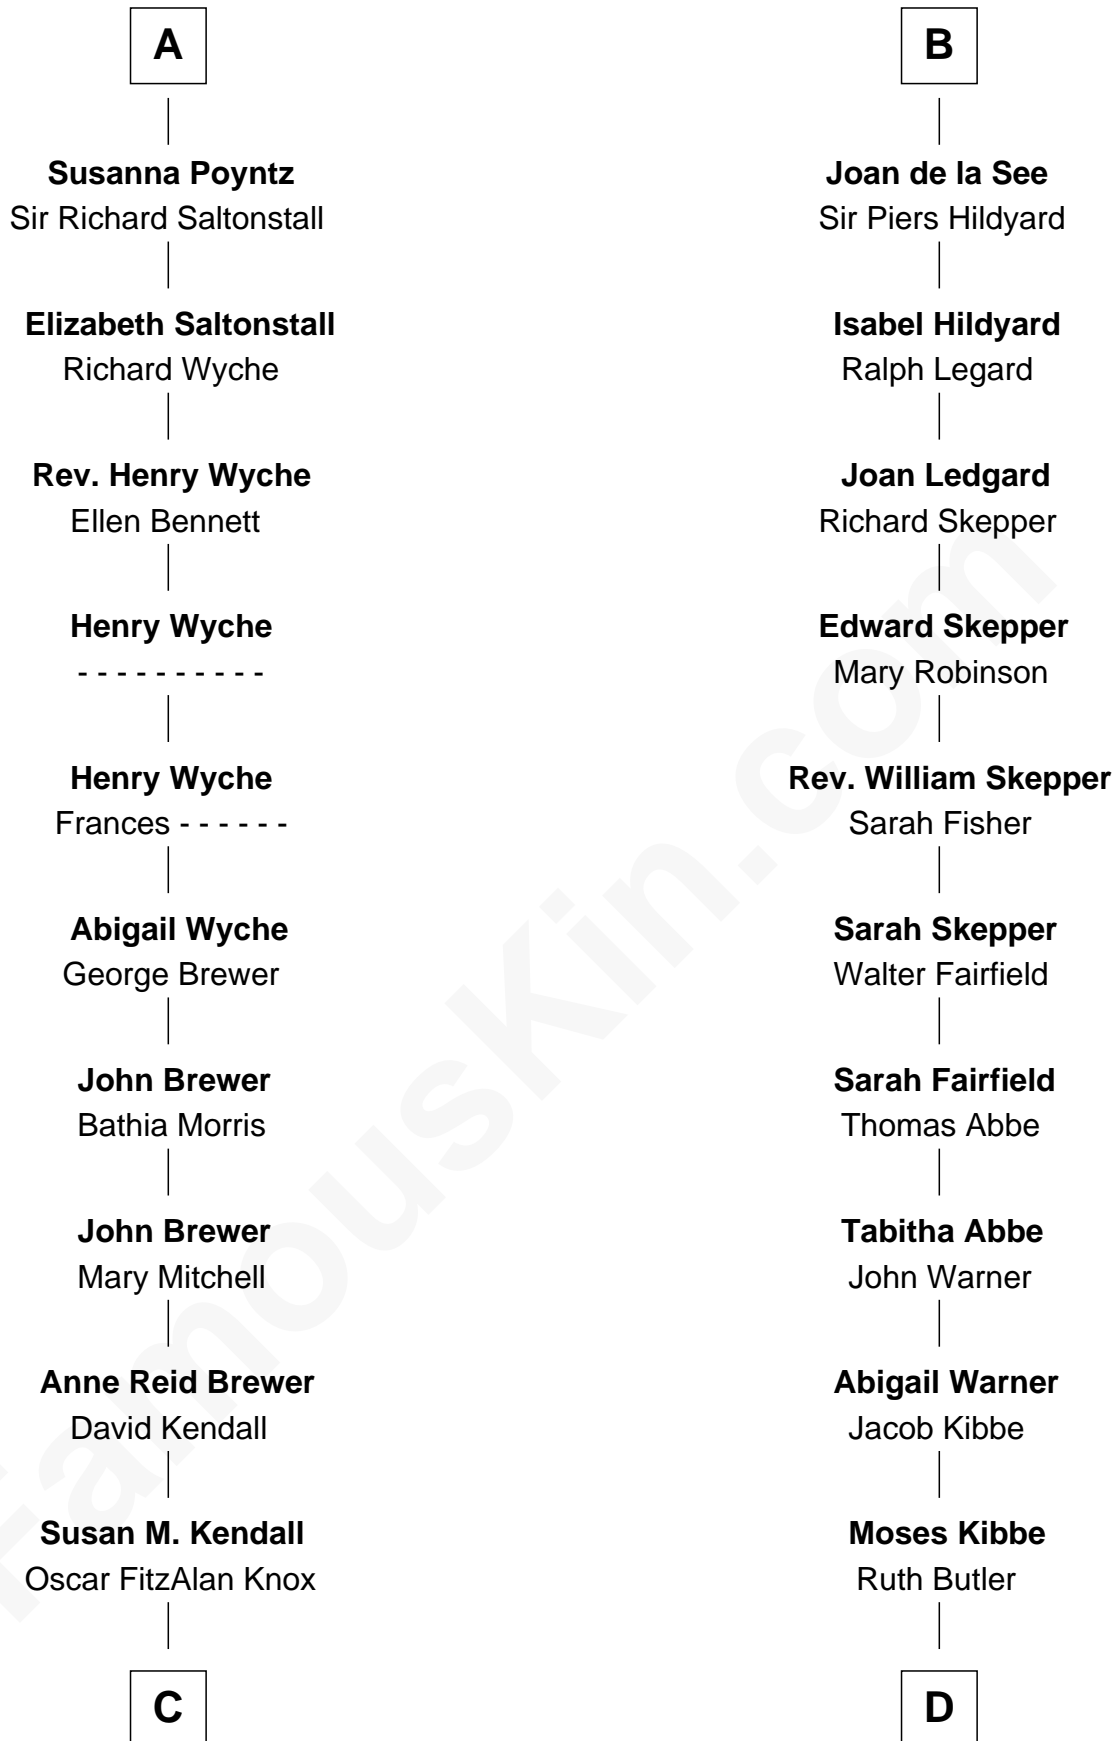 A
Susanna Poyntz
Sir Richard Saltonstall
Elizabeth Saltonstall
Richard Wyche
Rev. Henry Wyche
Ellen Bennett
Henry Wyche
- - - - - - - - - -
Henry Wyche
Frances - - - - - -
Abigail Wyche
George Brewer
John Brewer
Bathia Morris
John Brewer
Mary Mitchell
Anne Reid Brewer
David Kendall
Susan M. Kendall
Oscar FitzAlan Knox
C
B
Joan de la See
Sir Piers Hildyard
Isabel Hildyard
Ralph Legard
Joan Ledgard
Richard Skepper
Edward Skepper
Mary Robinson
Rev. William Skepper
Sarah Fisher
Sarah Skepper
Walter Fairfield
Sarah Fairfield
Thomas Abbe
Tabitha Abbe
John Warner
Abigail Warner
Jacob Kibbe
Moses Kibbe
Ruth Butler
D
FamousKin.com